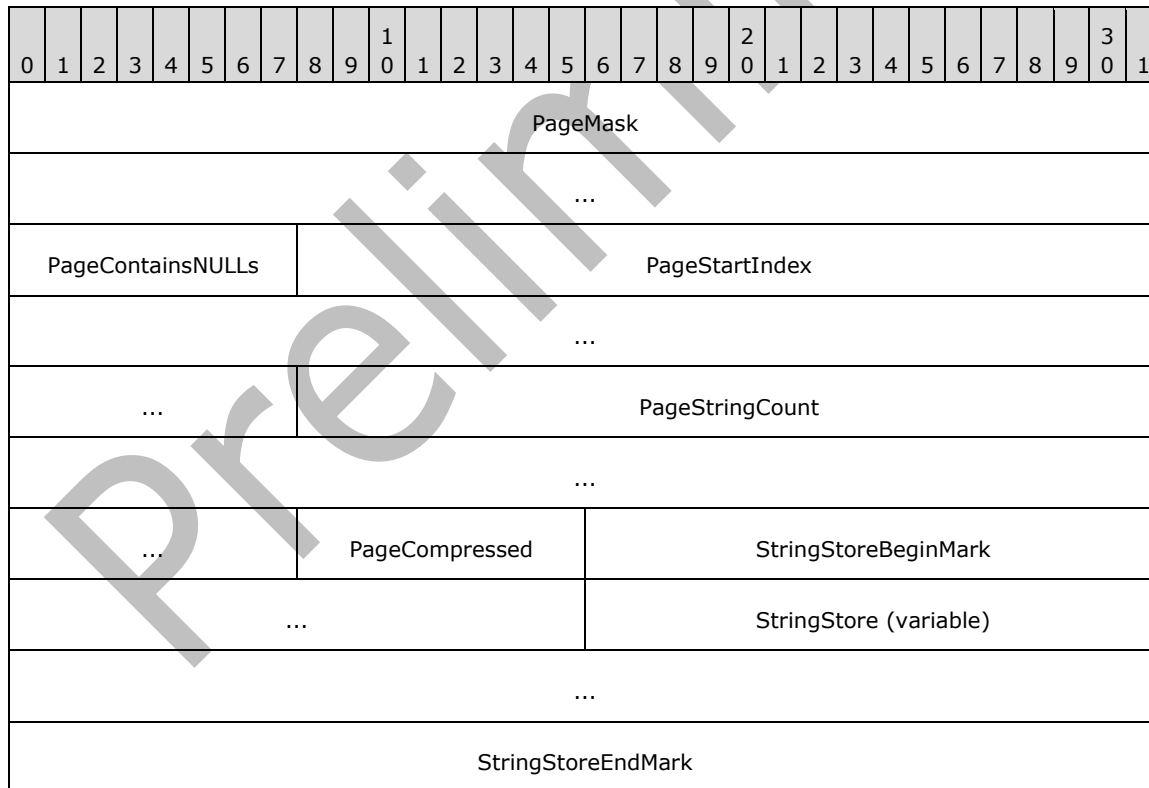 0 1 2 3 4 5 6 7 8 9 1 0 1 2 3 4 5 6 7 8 9 2 0 1 2 3 4 5 6 7 8 9 3 0 1
PageMask
...
PageContainsNULLs PageStartIndex
...
... PageStringCount
...
... PageCompressed StringStoreBeginMark
... StringStore (variable)
...
StringStoreEndMark
Prelim